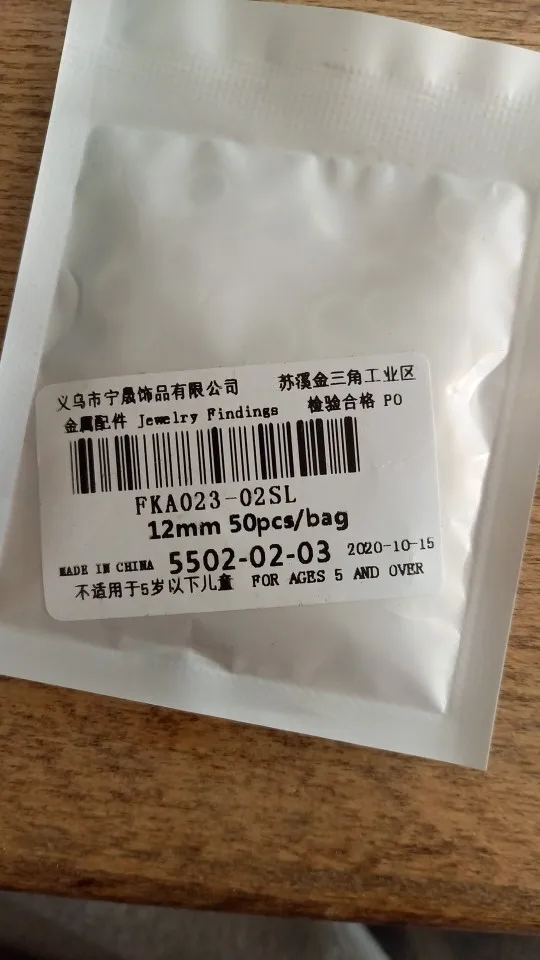 义乌市宁晟饰品有限公司 苏溪金三角工业区
金属配件 Jewelry Findings 检验合格 PO
FKA023-02SL
12mm 50pcs/bag
MADE IN CHINA 5502-02-03 2020-10-15
不适用于5岁以下儿童 FOR AGES 5 AND OVER